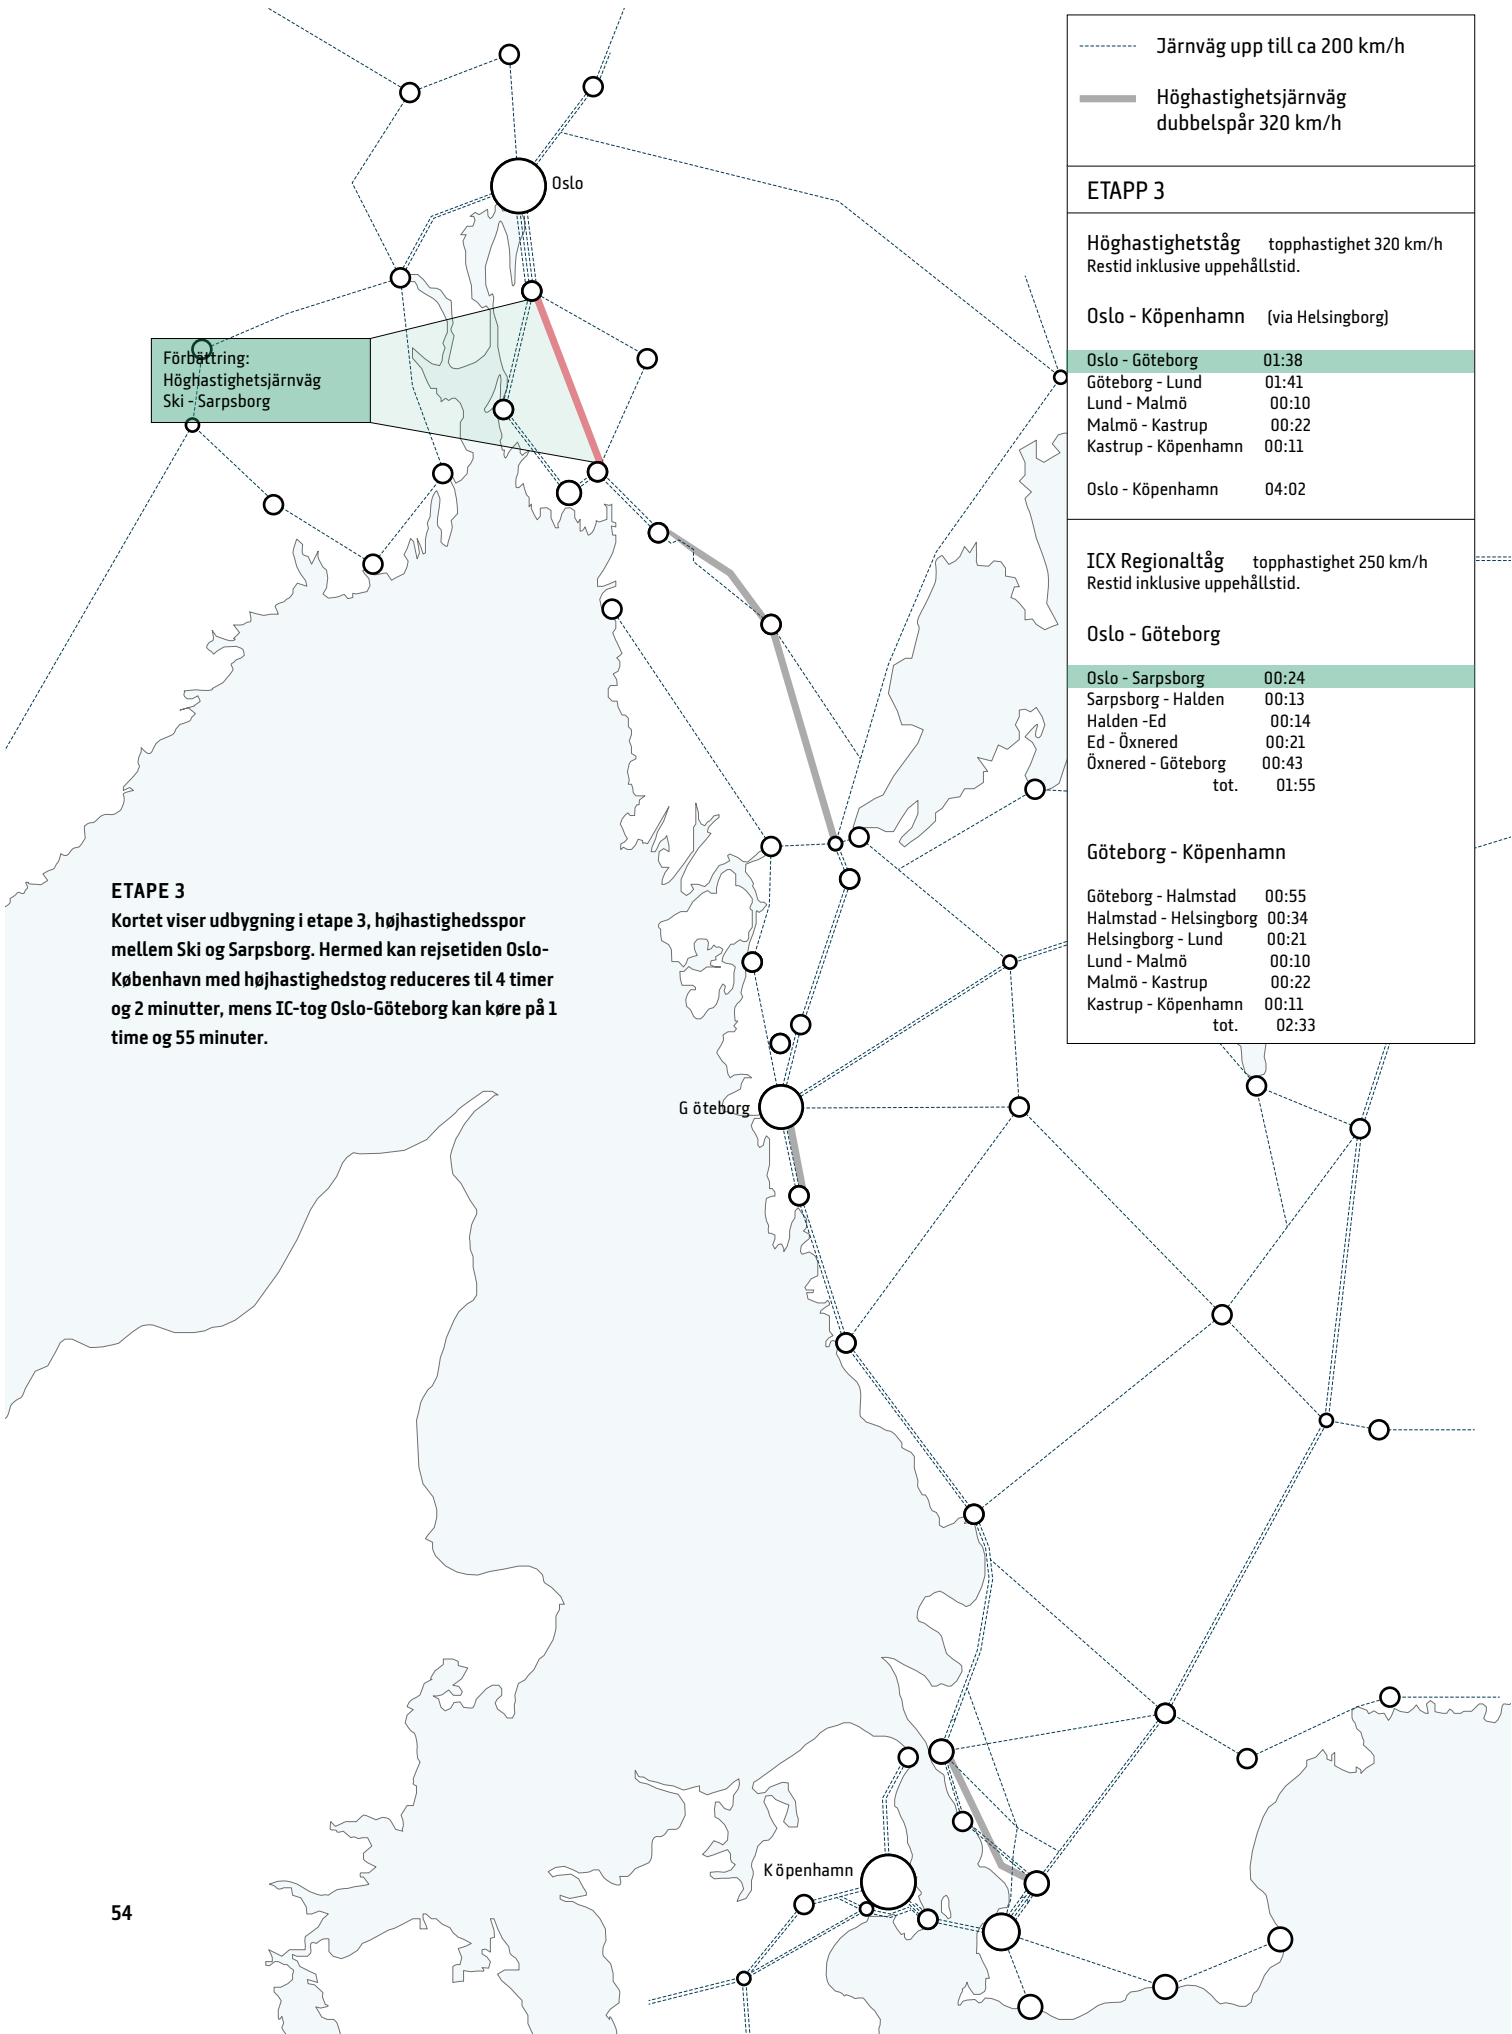 Järnväg upp till ca 200 km/h
Höghastighetsjärnväg
dubbelspår 320 km/h
ETAPP 3
Höghastighetståg topphastighet 320 km/h
Restid inklusive uppehållstid.
Oslo - Köpenhamn (via Helsingborg)
Oslo - Göteborg 01:38
Göteborg - Lund 01:41
Lund - Malmö 00:10
Malmö - Kastrup 00:22
Kastrup - Köpenhamn 00:11
Oslo - Köpenhamn 04:02
ICX Regionaltåg topphastighet 250 km/h
Restid inklusive uppehållstid.
Oslo - Göteborg
Oslo - Sarpsborg 00:24
Sarpsborg - Halden 00:13
Halden -Ed 00:14
Ed - Öxnered 00:21
Öxnered - Göteborg 00:43
tot. 01:55
Göteborg - Köpenhamn
Göteborg - Halmstad 00:55
Halmstad - Helsingborg 00:34
Helsingborg - Lund 00:21
Lund - Malmö 00:10
Malmö - Kastrup 00:22
Kastrup - Köpenhamn 00:11
tot. 02:33
Oslo
Förbättring:
Höghastighetsjärnväg
Ski - Sarpsborg
ETAPE 3
Kortet viser udbygning i etape 3, højhastighedsspor
mellem Ski og Sarpsborg. Hermed kan rejsetiden Oslo-
København med højhastighedstog reduceres til 4 timer
og 2 minutter, mens IC-tog Oslo-Göteborg kan køre på 1
time og 55 minuter.
G öteborg
K öpenhamn
54